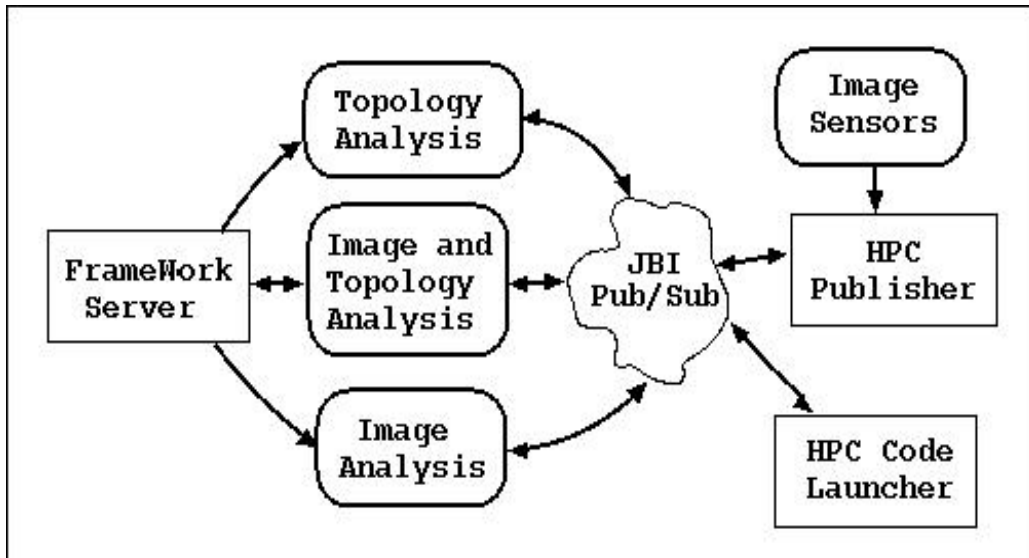 Topology
Analysis
Image
Sensors
FrameWork
Server
Image and
Topology
Analysis
JBI
Pub/Sub
HPC
Publisher
Image
Analysis
HPC Code
Launcher